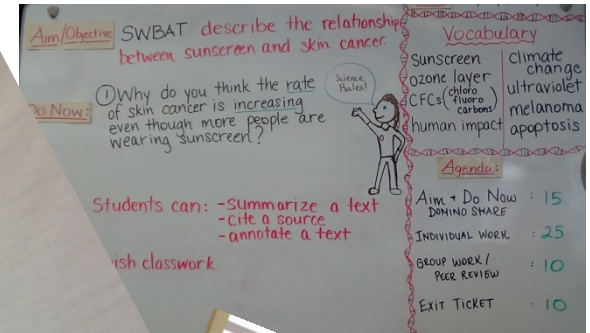 Aim/Objective
SWBAT describe the relationship
between sunscreen and skin cancer.
Do Now:
① Why do you think the rate
of skin cancer is increasing
even though more people are
wearing sunscreen?
Science
Rules!
Students can: - summarize a text
- cite a source
- annotate a text
ish classwork
Vocabulary
Sunscreen
ozone layer
CFCs (chloro
fluoro
carbons)
human impact
climate
change
ultraviolet
melanoma
apoptosis
Agenda:
Aim + Do Now : 15
DOMINO SHARE
INDIVIDUAL WORK : 25
GROUP WORK / : 10
PEER REVIEW
EXIT TICKET : 10